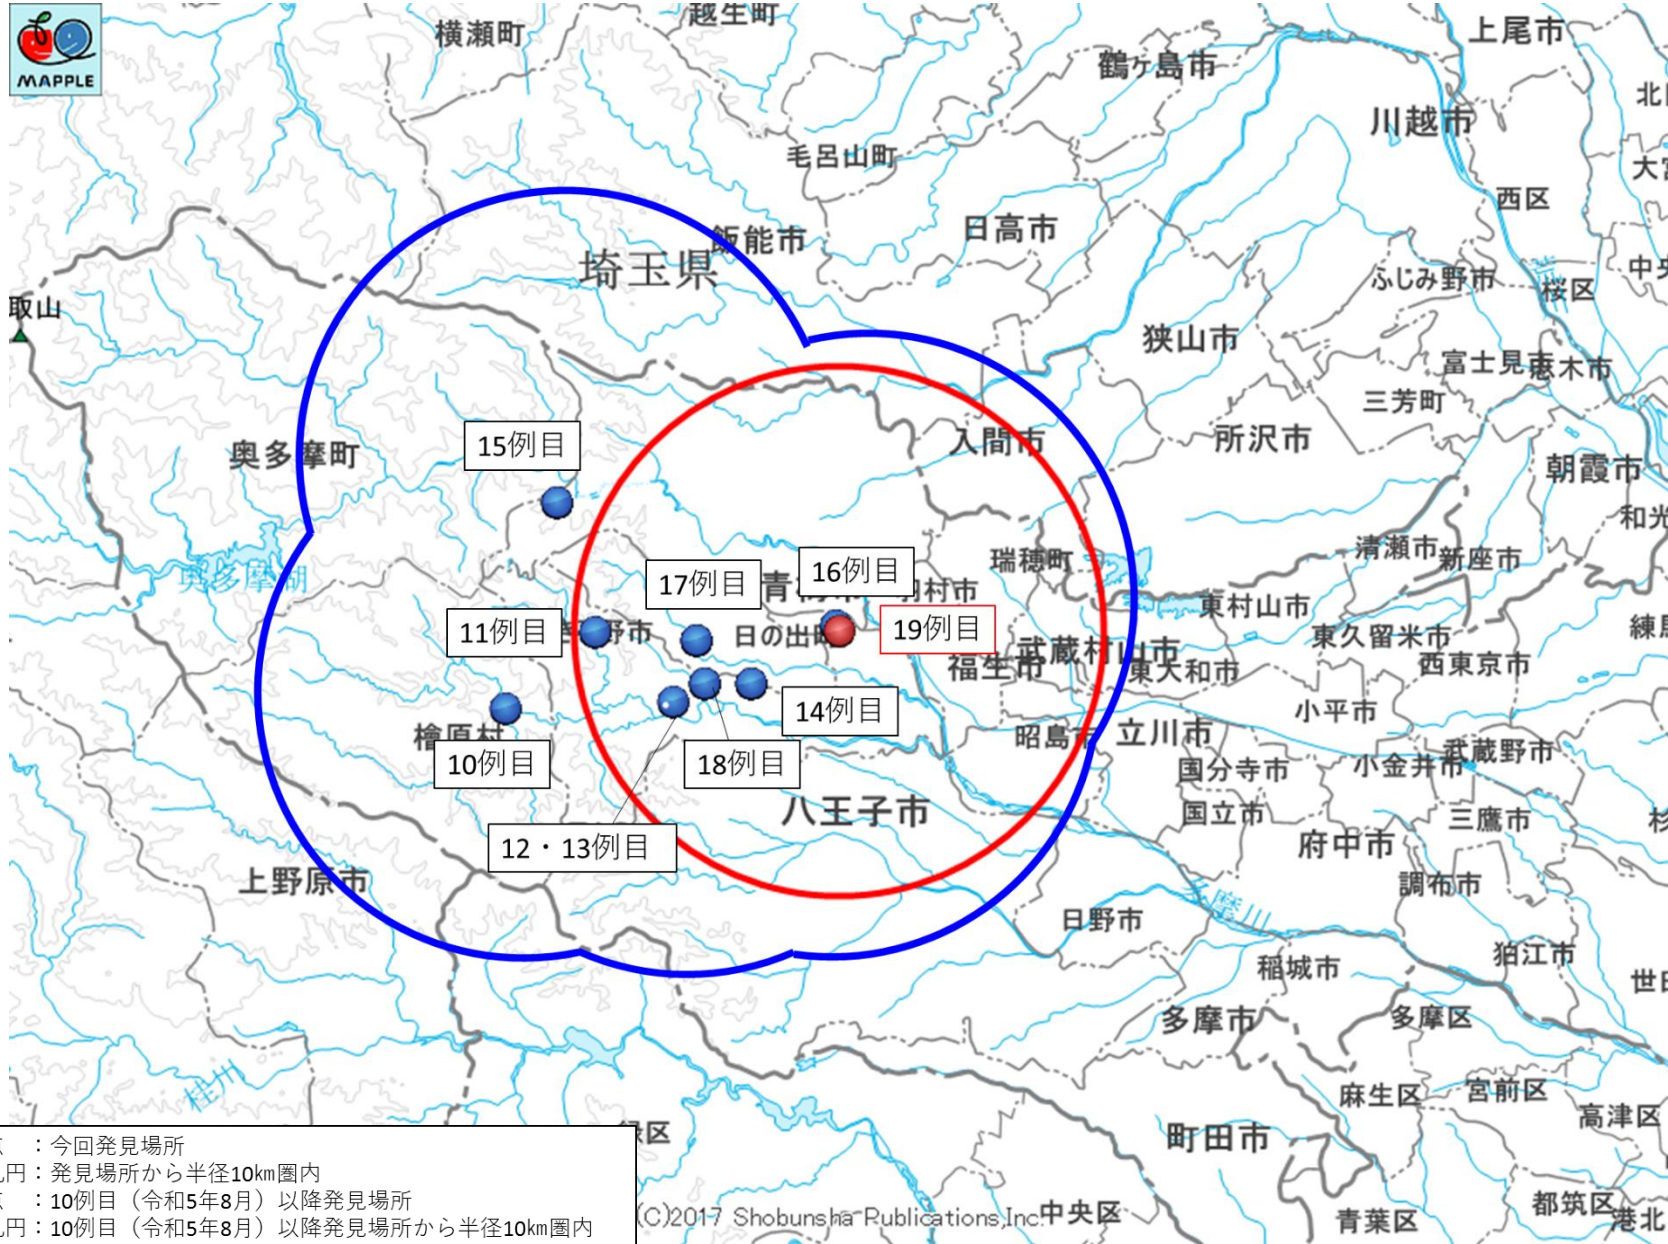 MAPPLE
横瀬町
越生町
上尾市
鶴ヶ島市
川越市
毛呂山町
西区
飯能市
日高市
埼玉県
ふじみ野市
桜区
取山
狭山市
富士見市
志木市
三芳町
15例目
奥多摩町
入間市
所沢市
朝霞市
和光
清瀬市
新座市
瑞穂町
奥多摩湖
17例目
16例目
羽村市
東村山市
11例目
日の出町
19例目
東久留米市
武蔵村山市
福生市
東大和市
西東京市
14例目
小平市
檜原村
10例目
18例目
昭島市
立川市
国分寺市
小金井市
武蔵野市
八王子市
国立市
三鷹市
府中市
12・13例目
上野原市
調布市
多摩川
日野市
狛江市
稲城市
多摩市
多摩区
桂川
麻生区
宮前区
高津区
町田市
：今回発見場所
円：発見場所から半径10㎞圏内
：10例目（令和5年8月）以降発見場所
円：10例目（令和5年8月）以降発見場所から半径10㎞圏内
(C)2017 Shobunsha Publications,Inc.
中央区
青葉区
都筑区
港北